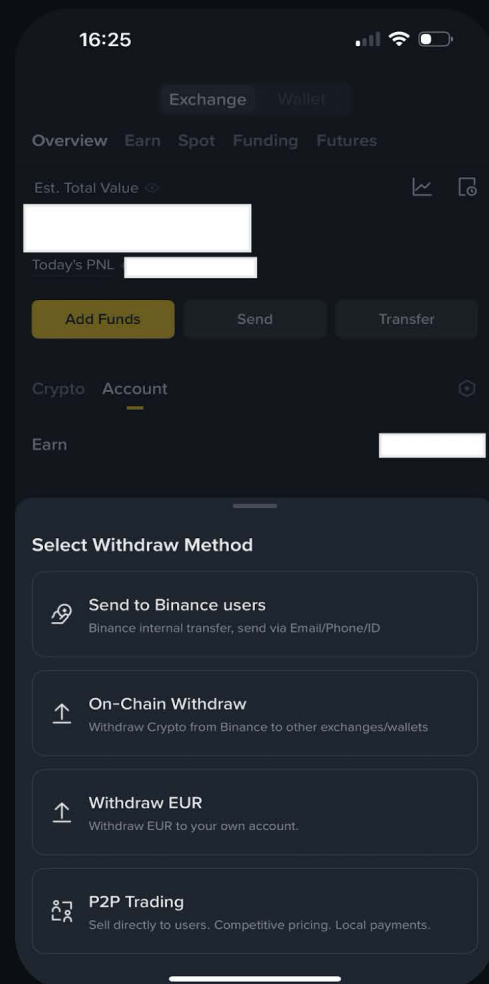 16:25
Exchange Wallet
Overview Earn Spot Funding Futures
Est. Total Value
Today's PNL
Add Funds Send Transfer
Crypto Account
Earn
Select Withdraw Method
Send to Binance users
Binance internal transfer, send via Email/Phone/ID
On-Chain Withdraw
Withdraw Crypto from Binance to other exchanges/wallets
Withdraw EUR
Withdraw EUR to your own account.
P2P Trading
Sell directly to users. Competitive pricing. Local payments.